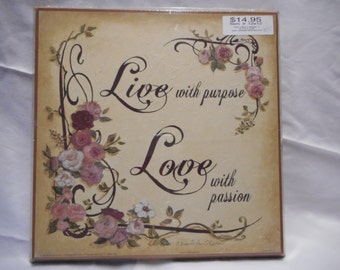 $14.95
Live with purpose
Love with
passion